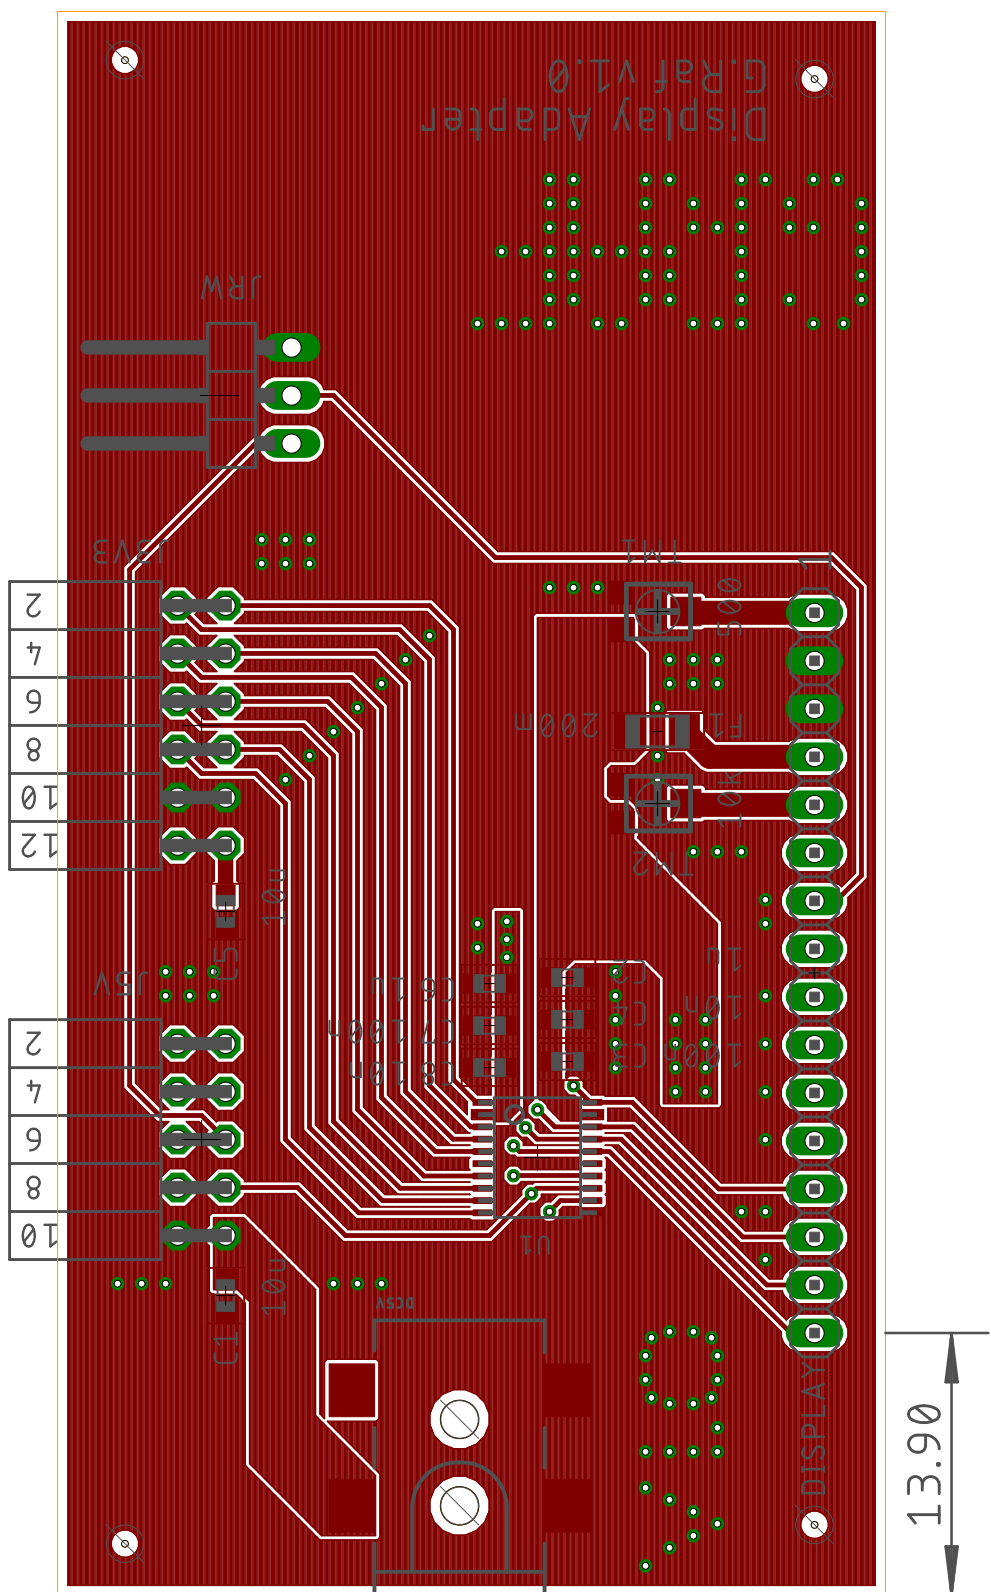 G.Raf v1.0
Display Adapter
JRW
J3V3
2
4
6
8
10
12
TM1
1
500
200m
F1
10k
TM2
10u
C5
J5V
2
4
6
8
10
C6 1u
C7 100n
C8 10n
C2
1u
C4
10n
C3
100n
U1
10u
C1
DC5V
DISPLAY
13.90